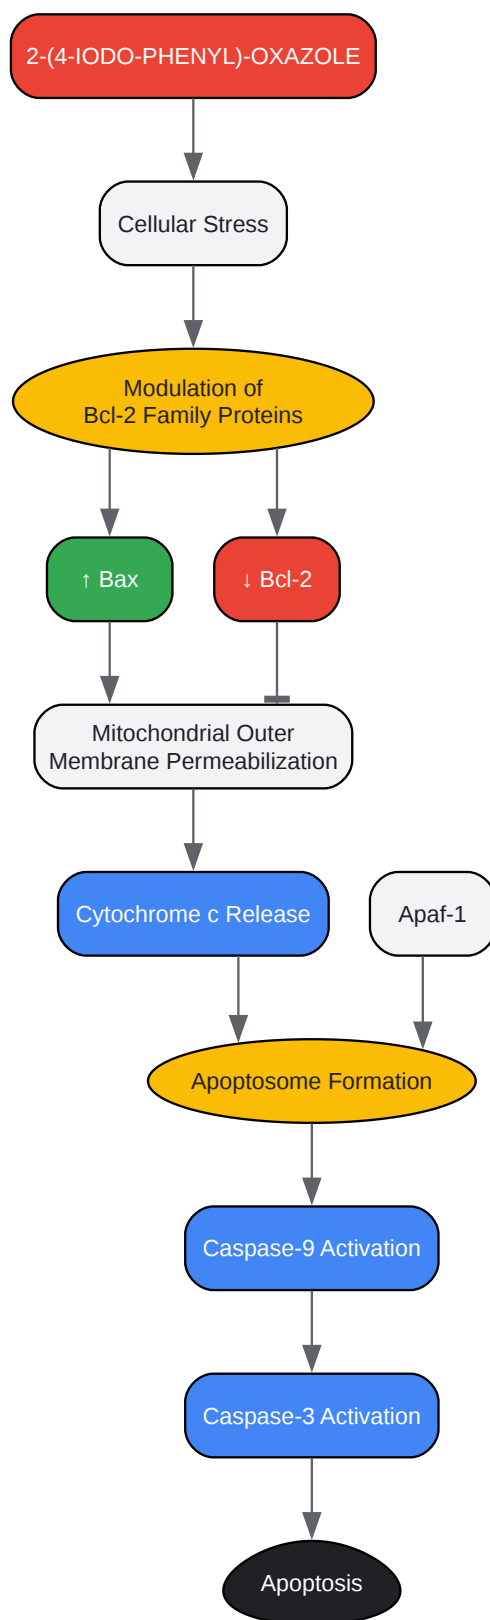 2-(4-IODO-PHENYL)-OXAZOLE
Cellular Stress
Modulation of
Bcl-2 Family Proteins
↑ Bax
↓ Bcl-2
Mitochondrial Outer
Membrane Permeabilization
Cytochrome c Release
Apaf-1
Apoptosome Formation
Caspase-9 Activation
Caspase-3 Activation
Apoptosis